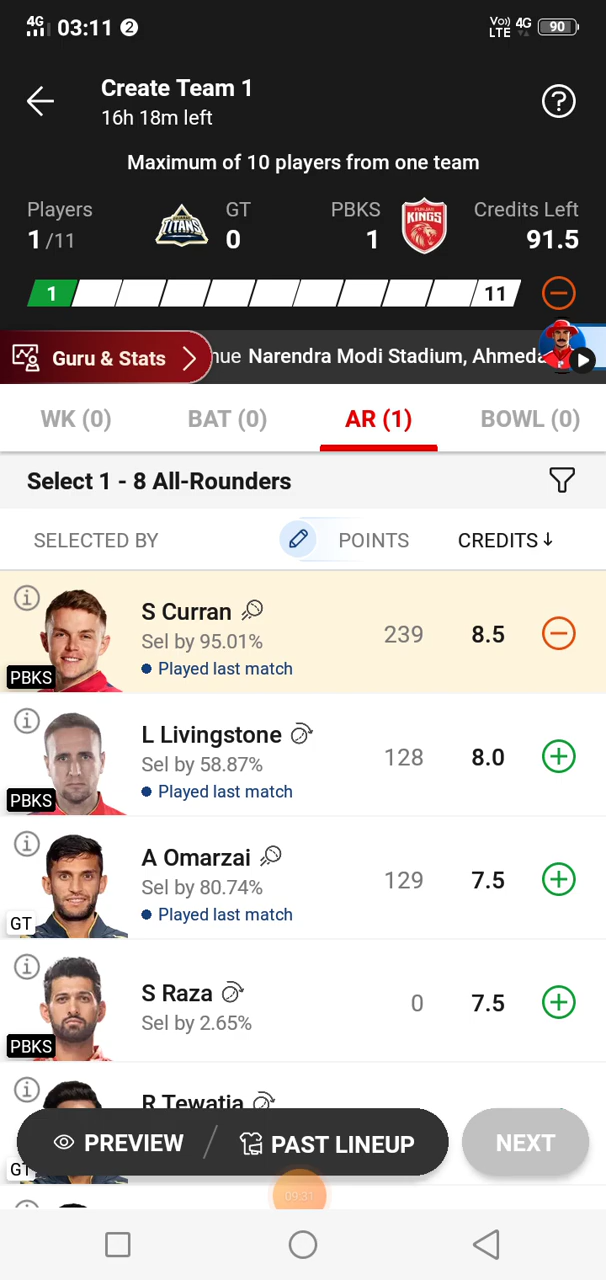 4G 03:11 2
Vo) LTE 4G 90
Create Team 1
16h 18m left
Maximum of 10 players from one team
Players GT PBKS Credits Left
1/11 0 1 91.5
TITANS
PUNJAB KINGS
1 11
Guru & Stats
nue Narendra Modi Stadium, Ahmeda
WK (0) BAT (0) AR (1) BOWL (0)
Select 1 - 8 All-Rounders
SELECTED BY POINTS CREDITS↓
S Curran
Sel by 95.01% 239 8.5
Played last match
PBKS
L Livingstone
Sel by 58.87% 128 8.0
Played last match
PBKS
A Omarzai
Sel by 80.74% 129 7.5
Played last match
GT
S Raza 0 7.5
Sel by 2.65%
PBKS
R Tewatia
PREVIEW / PAST LINEUP NEXT
GT
09:31